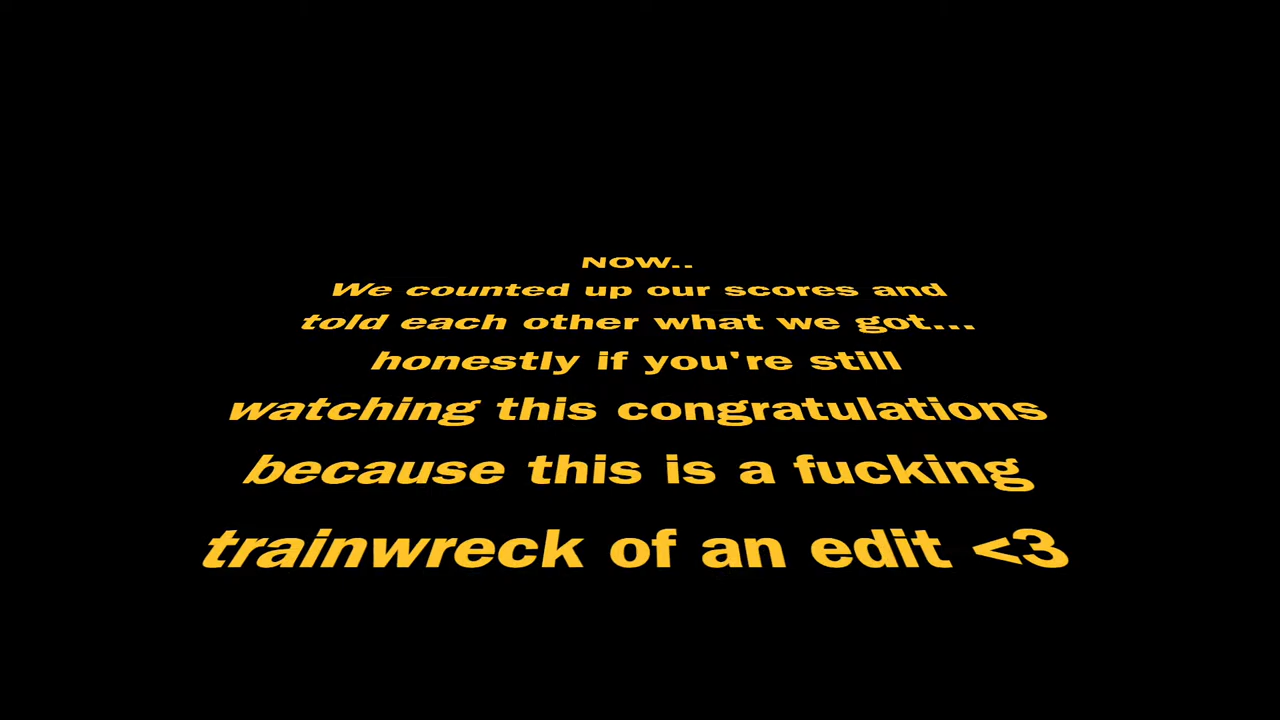 NOW..
We counted up our scores and
told each other what we got...
honestly if you're still
watching this congratulations
because this is a fucking
trainwreck of an edit <3